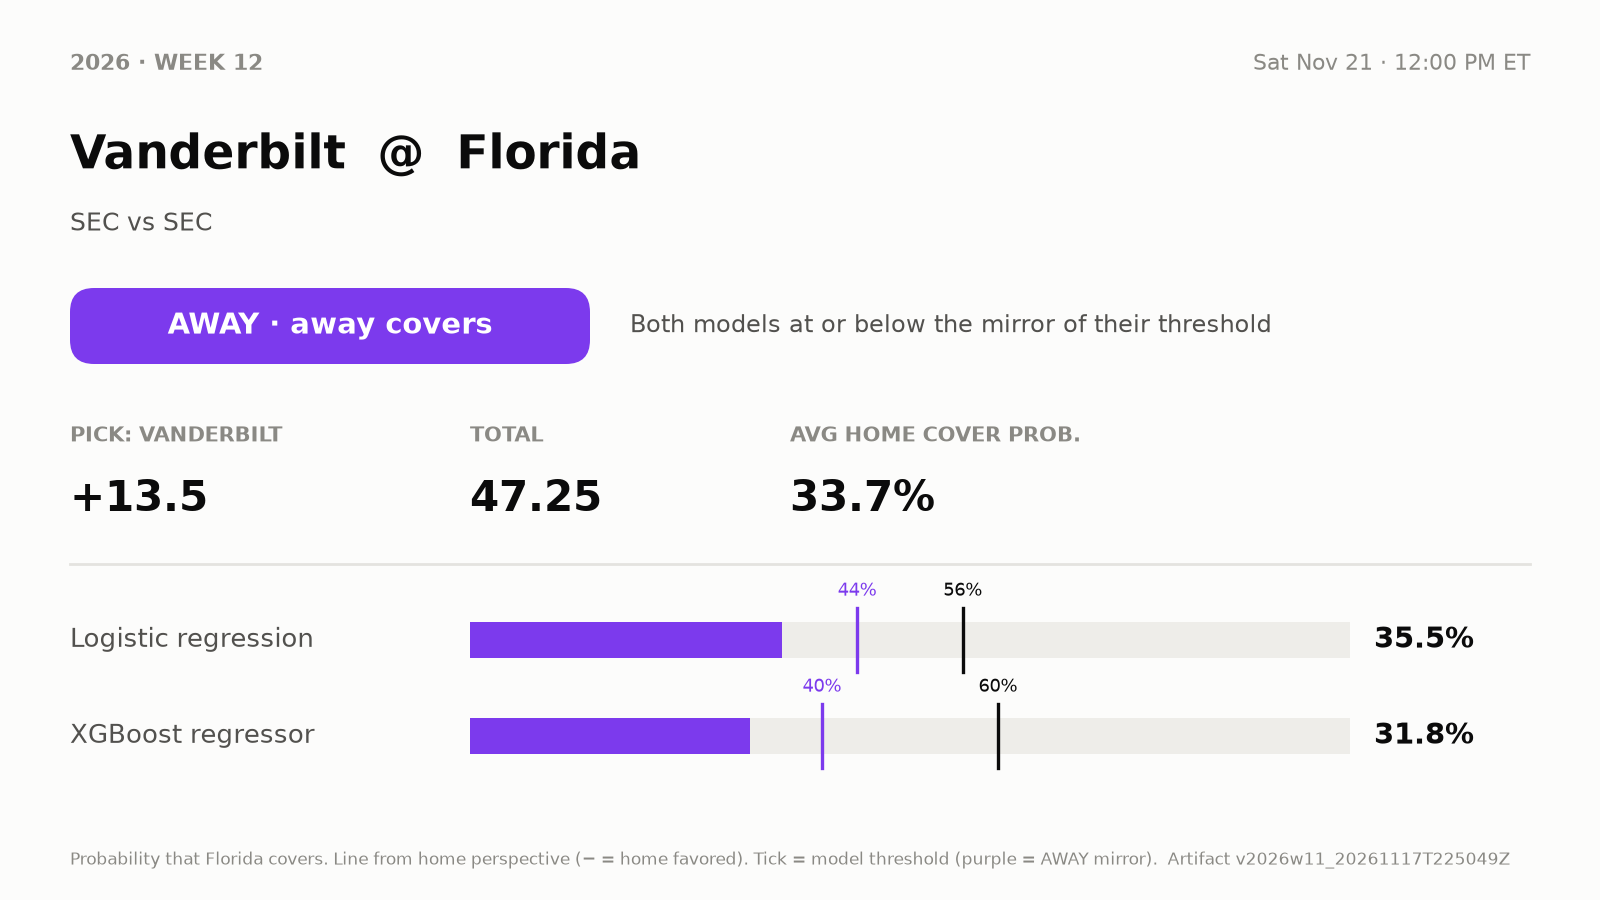 2026 · WEEK 12
Sat Nov 21 · 12:00 PM ET
Vanderbilt @ Florida
SEC vs SEC
AWAY · away covers
Both models at or below the mirror of their threshold
PICK: VANDERBILT
TOTAL
AVG HOME COVER PROB.
+13.5
47.25
33.7%
44%
56%
Logistic regression
35.5%
40%
60%
XGBoost regressor
31.8%
Probability that Florida covers. Line from home perspective (− = home favored). Tick = model threshold (purple = AWAY mirror). Artifact v2026w11_20261117T225049Z